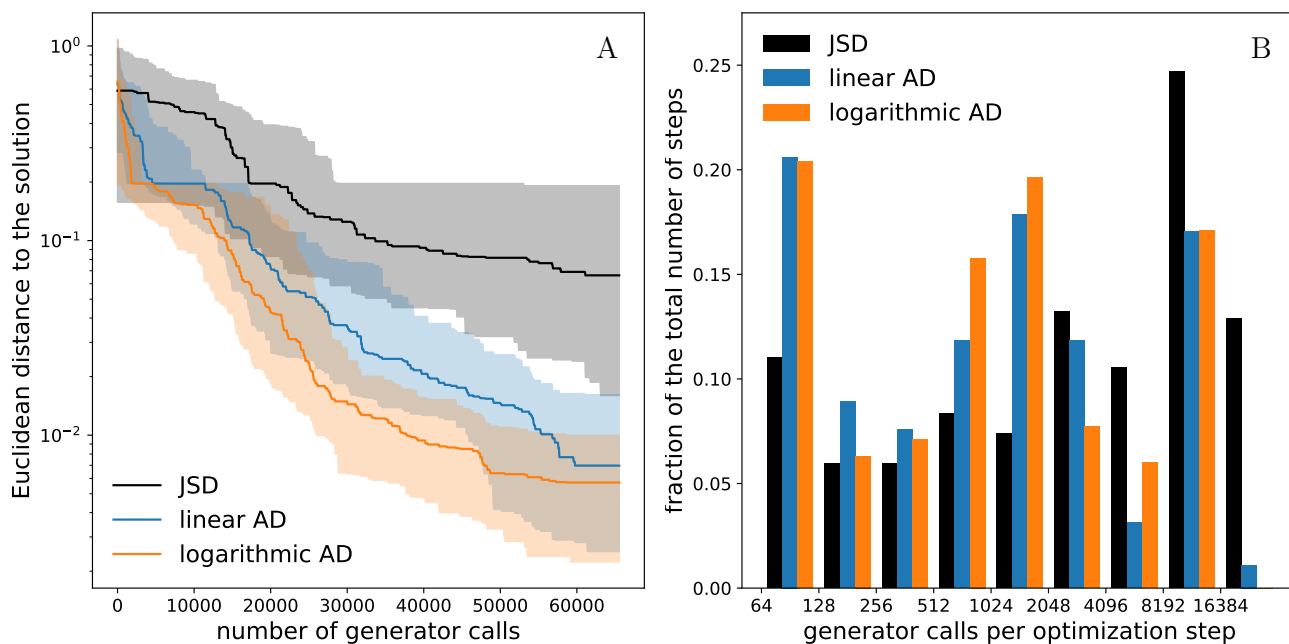 A
10⁰
10⁻¹
10⁻²
Euclidean distance to the solution
JSD
linear AD
logarithmic AD
0 10000 20000 30000 40000 50000 60000
number of generator calls
B
JSD
linear AD
logarithmic AD
0.25
0.20
0.15
0.10
0.05
0.00
fraction of the total number of steps
64 128 256 512 1024 2048 4096 8192 16384
generator calls per optimization step